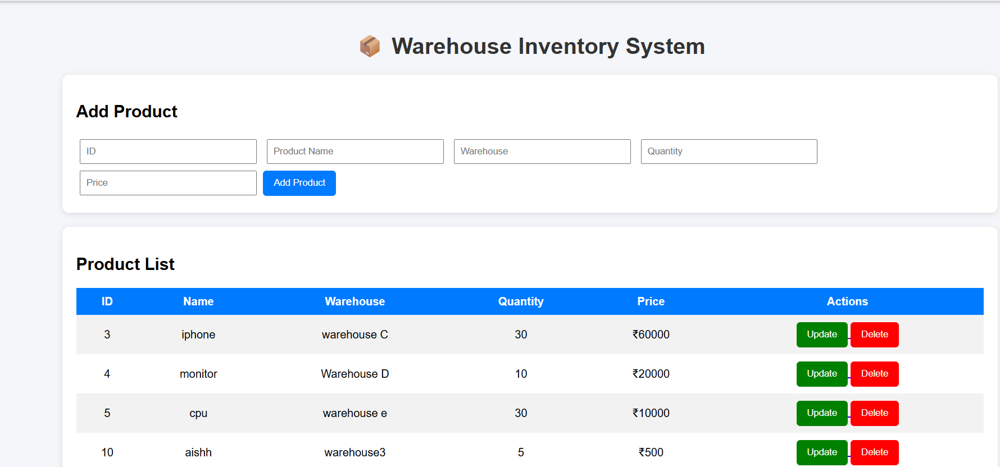 📦 Warehouse Inventory System
Add Product
ID Product Name Warehouse Quantity
Price Add Product
Product List
ID Name Warehouse Quantity Price Actions
3 iphone warehouse C 30 ₹60000 Update Delete
4 monitor Warehouse D 10 ₹20000 Update Delete
5 cpu warehouse e 30 ₹10000 Update Delete
10 aishh warehouse3 5 ₹500 Update Delete